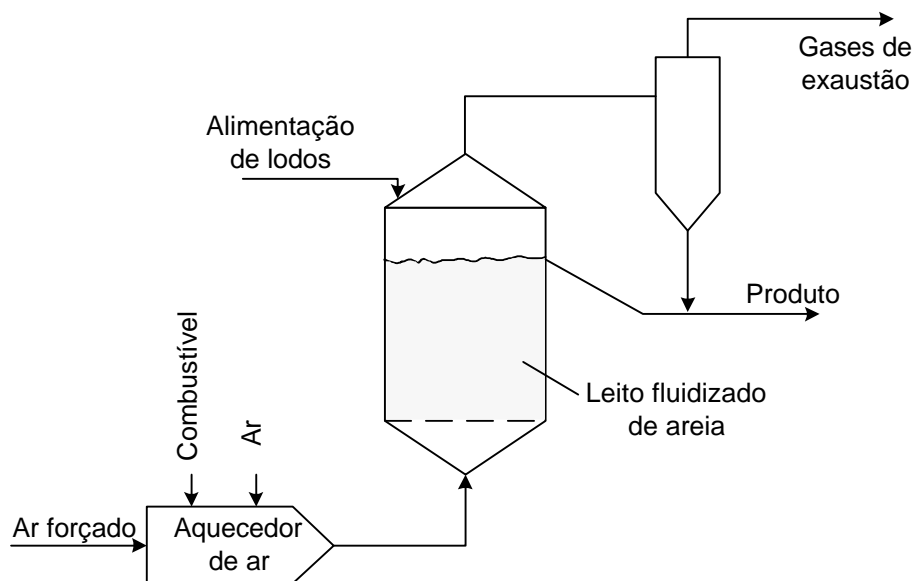 Gases de
exaustão
Alimentação
de lodos
Produto
Leito fluidizado
de areia
Combustível
Ar
Ar forçado
Aquecedor
de ar